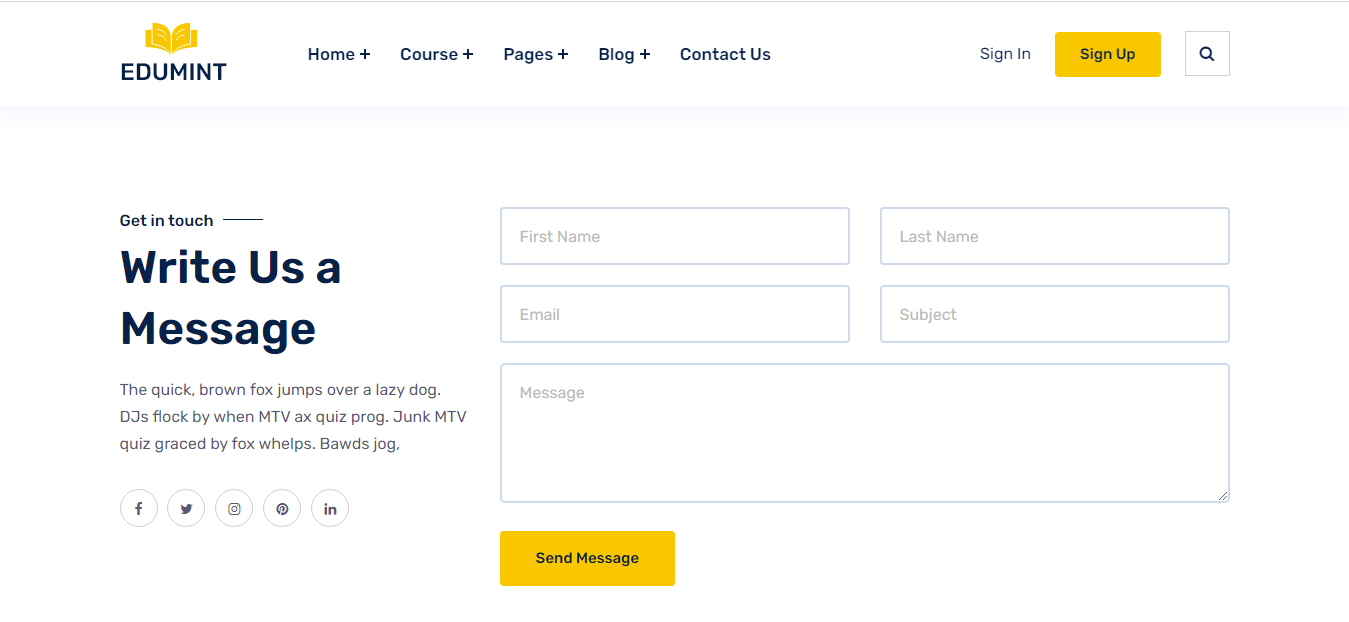 EDUMINT
Home + Course + Pages + Blog + Contact Us Sign In Sign Up
Get in touch
Write Us a
Message
The quick, brown fox jumps over a lazy dog.
DJs flock by when MTV ax quiz prog. Junk MTV
quiz graced by fox whelps. Bawds jog,
First Name
Last Name
Email
Subject
Message
Send Message